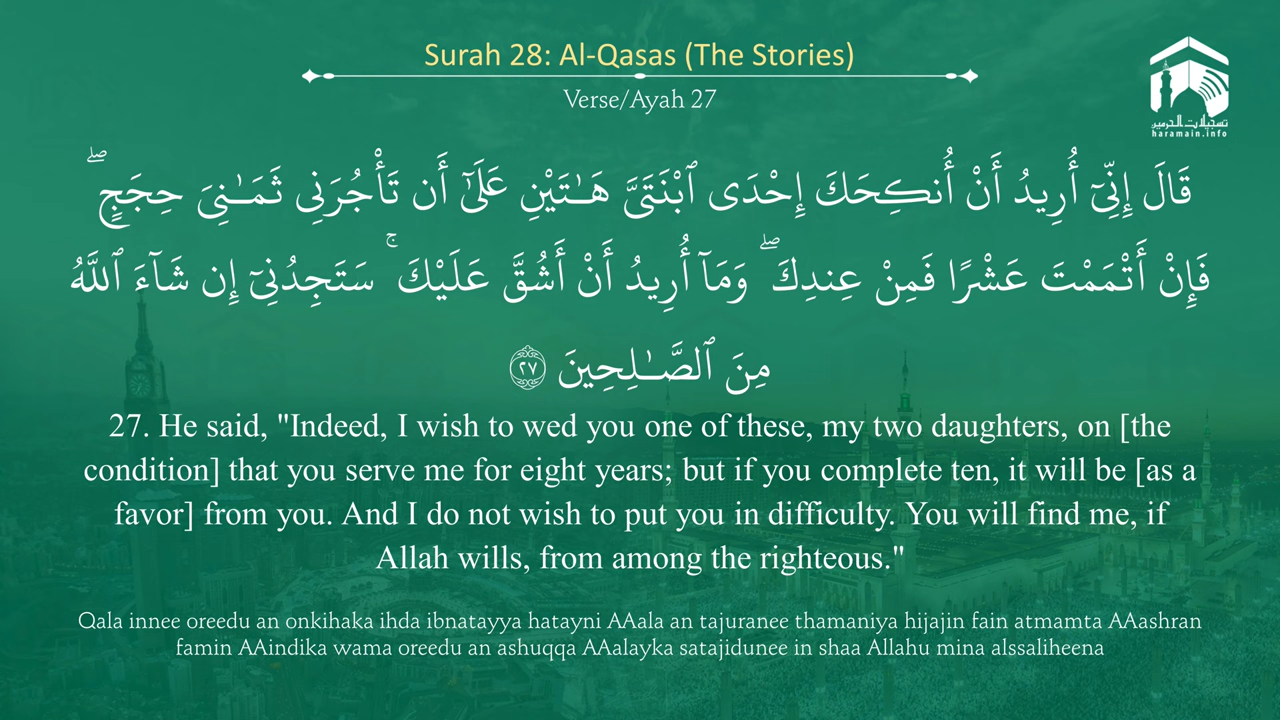 Surah 28: Al-Qasas (The Stories)
Verse/Ayah 27
تسجيلات الحرمين
haramain.info
قَالَ إِنِّىٓ أُرِيدُ أَنْ أُنكِحَكَ إِحْدَى ٱبْنَتَىَّ هَـٰتَيْنِ عَلَىٰٓ أَن تَأْجُرَنِى ثَمَـٰنِىَ حِجَجٍۢ ۖ
فَإِنْ أَتْمَمْتَ عَشْرًا فَمِنْ عِندِكَ ۖ وَمَآ أُرِيدُ أَنْ أَشُقَّ عَلَيْكَ ۚ سَتَجِدُنِىٓ إِن شَآءَ ٱللَّهُ
مِنَ ٱلصَّـٰلِحِينَ ٢٧
27. He said, "Indeed, I wish to wed you one of these, my two daughters, on [the
condition] that you serve me for eight years; but if you complete ten, it will be [as a
favor] from you. And I do not wish to put you in difficulty. You will find me, if
Allah wills, from among the righteous."
Qala innee oreedu an onkihaka ihda ibnatayya hatayni AAala an tajuranee thamaniya hijajin fain atmamta AAashran
famin AAindika wama oreedu an ashuqqa AAalayka satajidunee in shaa Allahu mina alssaliheena